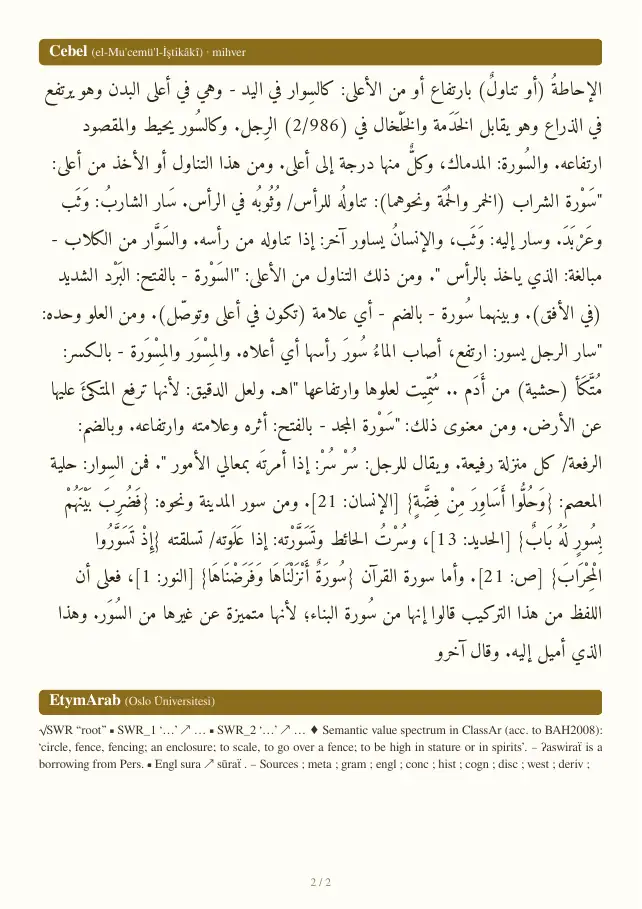 Cebel (el-Mu'cemü'l-İştikâkî) · mihver
الإحاطةُ (أو تناولٌ) بارتفاع أو من الأعلى: كالسِوار في اليد - وهي في أعلى البدن وهو يرتفع
في الذراع وهو يقابل الخَدَمة والخَلْخال في (2/986) الرِجل. وكالسُور يحيط والمقصود
ارتفاعه. والسُورة: المدماك، وكلٌّ منها درجة إلى أعلى. ومن هذا التناول أو الأخذ من أعلى:
"سَوْرة الشراب (الخمر والحُمَة ونحوهما): تناولُه للرأس/ وُثُوبُه في الرأس. سَار الشاربُ: وَثَب
وعَرْبَدَ. وسار إليه: وَثَب، والإنسانُ يساور آخر: إذا تناوله من رأسه. والسَوَّار من الكلاب -
مبالغة: الذي ياخذ بالرأس ". ومن ذلك التناول من الأعلى: "السَوْرة - بالفتح: البَرْد الشديد
(في الأفق). وبينهما سُورة - بالضم - أي علامة (تكون في أعلى وتوصّل). ومن العلو وحده:
"سار الرجل يسور: ارتفع، أصاب الماءُ سُورَ رأسها أي أعلاه. والمِسْوَر والمِسْوَرة - بالكسر:
مُتَّكَأ (حشية) من أَدَم .. سُمِّيت لعلوها وارتفاعها "اهـ. ولعل الدقيق: لأنها ترفع المتكئَ عليها
عن الأرض. ومن معنوى ذلك: "سَوْرة المجد - بالفتح: أثره وعلامته وارتفاعه. وبالضم:
الرفعة/ كل منزلة رفيعة. ويقال للرجل: سُرْ سُرْ: إذا أمرتَه بمعالي الأمور ". فمن السِوار: حلية
المعصم: {وَحُلُّوا أَسَاوِرَ مِنْ فِضَّةٍ} [الإنسان: 21]. ومن سور المدينة ونحوه: {فَضُرِبَ بَيْنَهُمْ
بِسُورٍ لَهُ بَابٌ} [الحديد: 13]، وسُرْتُ الحائط وتَسَوَّرْته: إذا عَلَوته/ تسلقته {إِذْ تَسَوَّرُوا
الْمِحْرَابَ} [ص: 21]. وأما سورة القرآن {سُورَةٌ أَنْزَلْنَاهَا وَفَرَضْنَاهَا} [النور: 1]، فعلى أن
اللفظ من هذا التركيب قالوا إنها من سُورة البناء؛ لأنها متميزة عن غيرها من السُوَر. وهذا
الذي أميل إليه. وقال آخرو
EtymArab (Oslo Üniversitesi)
√SWR “root” ▪ SWR_1 ‘…’ ↗ … ▪ SWR_2 ‘…’ ↗ … ♦ Semantic value spectrum in ClassAr (acc. to BAH2008):
‘circle, fence, fencing; an enclosure; to scale, to go over a fence; to be high in stature or in spirits’. – ʔaswiraẗ is a
borrowing from Pers. ▪ Engl sura ↗ sūraẗ . – Sources ; meta ; gram ; engl ; conc ; hist ; cogn ; disc ; west ; deriv ;
2 / 2